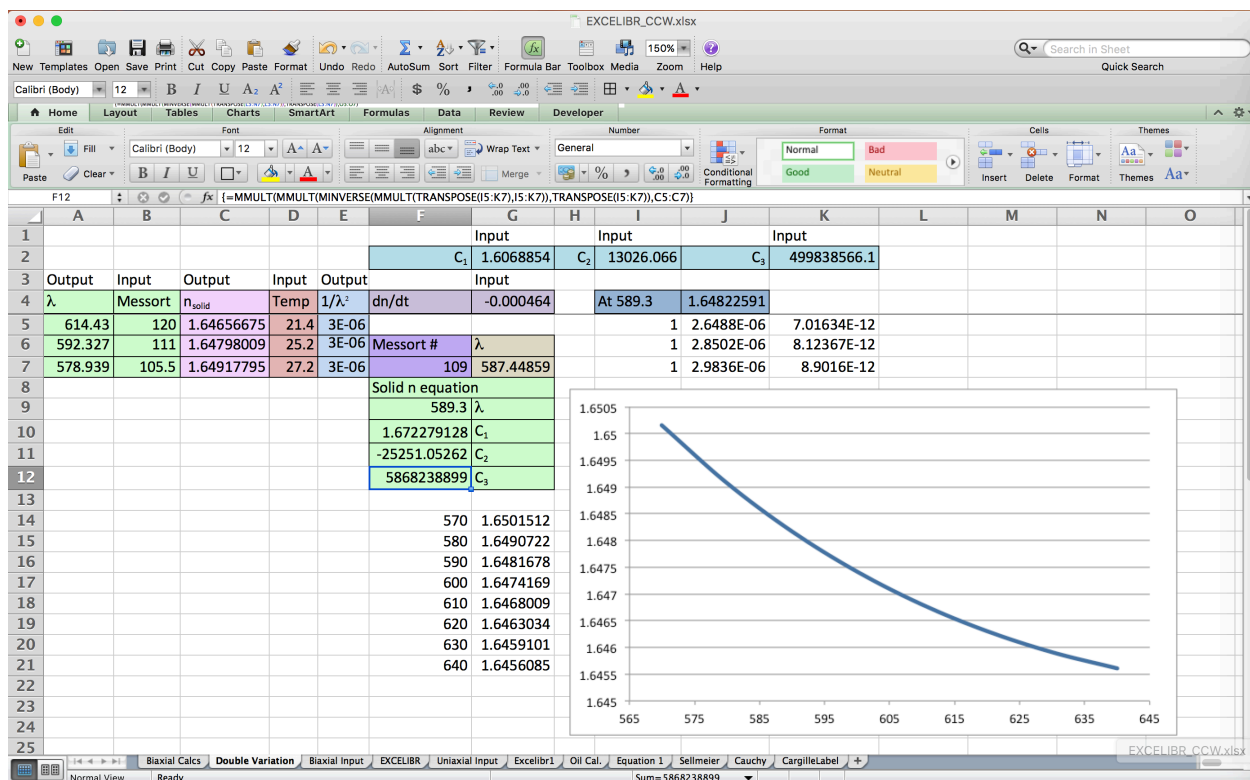 EXCELIBR_CCW.xlsx
150%
Search in Sheet
New Templates Open Save Print Cut Copy Paste Format Undo Redo AutoSum Sort Filter Formula Bar Toolbox Media Zoom Help
Quick Search
Calibri (Body) 12 B I U A₂ A² $ %
Home Layout Tables Charts SmartArt Formulas Data Review Developer
Edit Font Alignment Number Format Cells Themes
Fill Calibri (Body) 12 abc Wrap Text General Normal Bad
Paste Clear B I U Merge % Conditional Formatting Good Neutral Insert Delete Format Themes Aa
F12 fx {=MMULT(MMULT(MINVERSE(MMULT(TRANSPOSE(I5:K7),I5:K7)),TRANSPOSE(I5:K7)),C5:C7)}
A B C D E F G H I J K L M N O
1 Input Input Input
2 C₁ 1.6068854 C₂ 13026.066 C₃ 499838566.1
3 Output Input Output Input Output Input
4 λ Messort n solid Temp 1/λ² dn/dt -0.000464 At 589.3 1.64822591
5 614.43 120 1.64656675 21.4 3E-06 1 2.6488E-06 7.01634E-12
6 592.327 111 1.64798009 25.2 3E-06 Messort # λ 1 2.8502E-06 8.12367E-12
7 578.939 105.5 1.64917795 27.2 3E-06 109 587.44859 1 2.9836E-06 8.9016E-12
8 Solid n equation
9 589.3 λ
10 1.672279128 C₁
11 -25251.05262 C₂
12 5868238899 C₃
13
14 570 1.6501512
15 580 1.6490722
16 590 1.6481678
17 600 1.6474169
18 610 1.6468009
19 620 1.6463034
20 630 1.6459101
21 640 1.6456085
22
23
24
25
1.6505
1.65
1.6495
1.649
1.6485
1.648
1.6475
1.647
1.6465
1.646
1.6455
1.645
565 575 585 595 605 615 625 635 645
EXCELIBR_CCW.xlsx
Biaxial Calcs Double Variation Biaxial Input EXCELIBR Uniaxial Input Excelibr1 Oil Cal. Equation 1 Sellmeier Cauchy CargilleLabel +
Normal View Ready Sum=5868238899